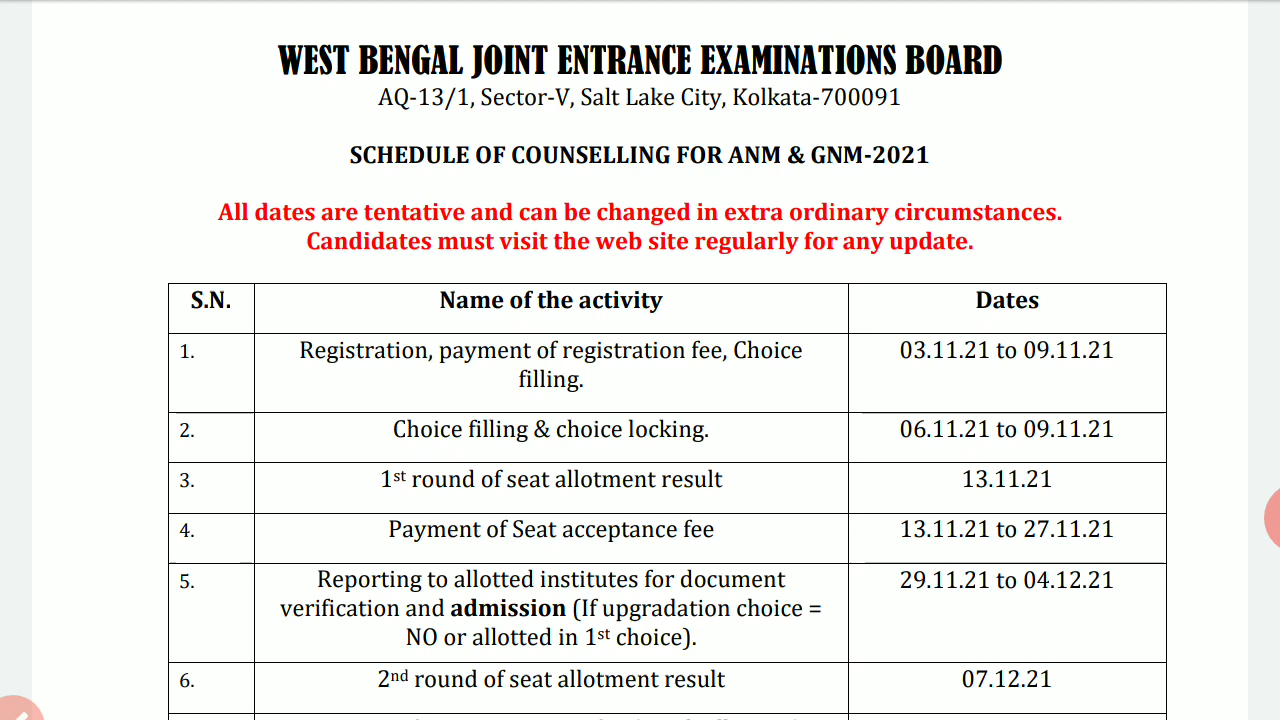 WEST BENGAL JOINT ENTRANCE EXAMINATIONS BOARD
AQ-13/1, Sector-V, Salt Lake City, Kolkata-700091
SCHEDULE OF COUNSELLING FOR ANM & GNM-2021
All dates are tentative and can be changed in extra ordinary circumstances.
Candidates must visit the web site regularly for any update.
S.N. Name of the activity Dates
1. Registration, payment of registration fee, Choice 03.11.21 to 09.11.21
filling.
2. Choice filling & choice locking. 06.11.21 to 09.11.21
3. 1st round of seat allotment result 13.11.21
4. Payment of Seat acceptance fee 13.11.21 to 27.11.21
5. Reporting to allotted institutes for document 29.11.21 to 04.12.21
verification and admission (If upgradation choice =
NO or allotted in 1st choice).
6. 2nd round of seat allotment result 07.12.21